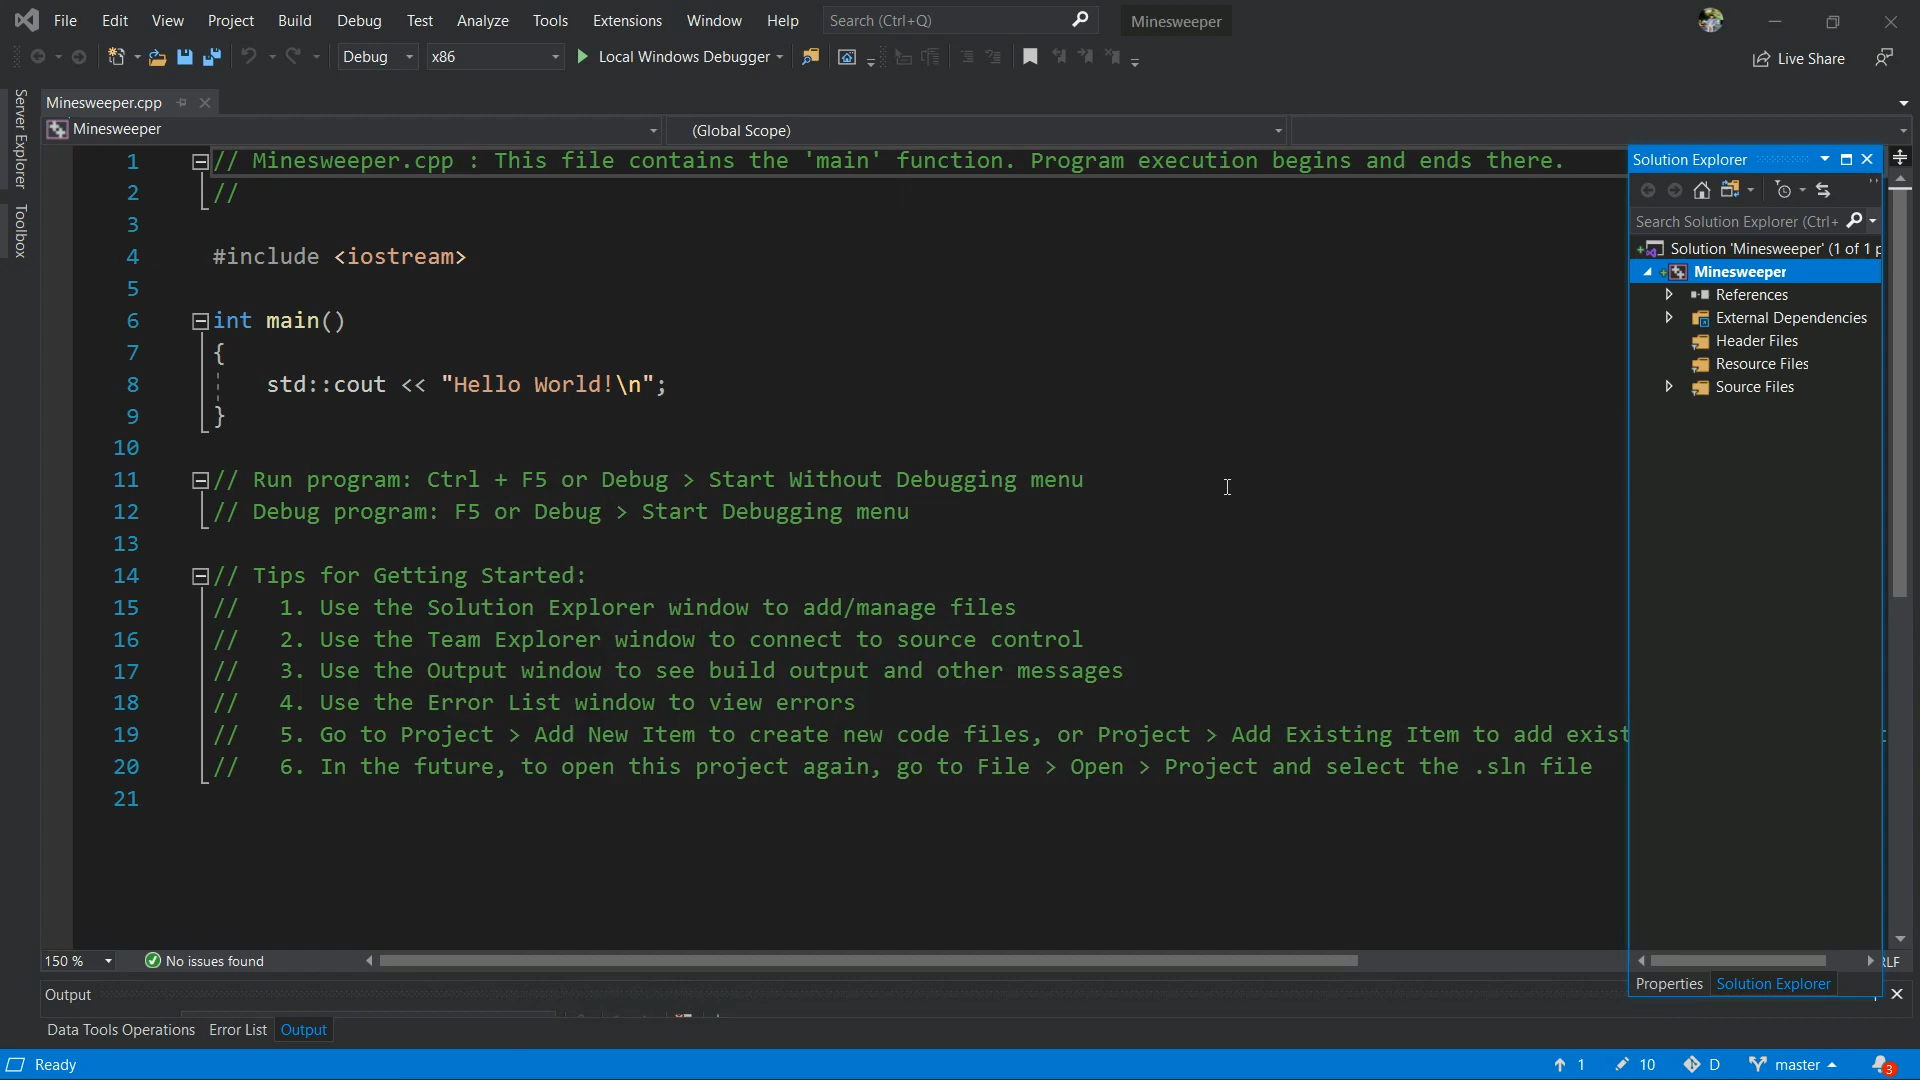 File Edit View Project Build Debug Test Analyze Tools Extensions Window Help Search (Ctrl+Q) Minesweeper
Debug x86 Local Windows Debugger Live Share
Server Explorer
Toolbox
Minesweeper.cpp
Minesweeper (Global Scope)
1 // Minesweeper.cpp : This file contains the 'main' function. Program execution begins and ends there.
2 //
3
4 #include <iostream>
5
6 int main()
7 {
8 std::cout << "Hello World!\n";
9 }
10
11 // Run program: Ctrl + F5 or Debug > Start Without Debugging menu
12 // Debug program: F5 or Debug > Start Debugging menu
13
14 // Tips for Getting Started:
15 // 1. Use the Solution Explorer window to add/manage files
16 // 2. Use the Team Explorer window to connect to source control
17 // 3. Use the Output window to see build output and other messages
18 // 4. Use the Error List window to view errors
19 // 5. Go to Project > Add New Item to create new code files, or Project > Add Existing Item to add exist
20 // 6. In the future, to open this project again, go to File > Open > Project and select the .sln file
21
Solution Explorer
Search Solution Explorer (Ctrl+
Solution 'Minesweeper' (1 of 1 p
Minesweeper
References
External Dependencies
Header Files
Resource Files
Source Files
Properties Solution Explorer
150 % No issues found RLF
Output
Data Tools Operations Error List Output
Ready 1 10 D master 3